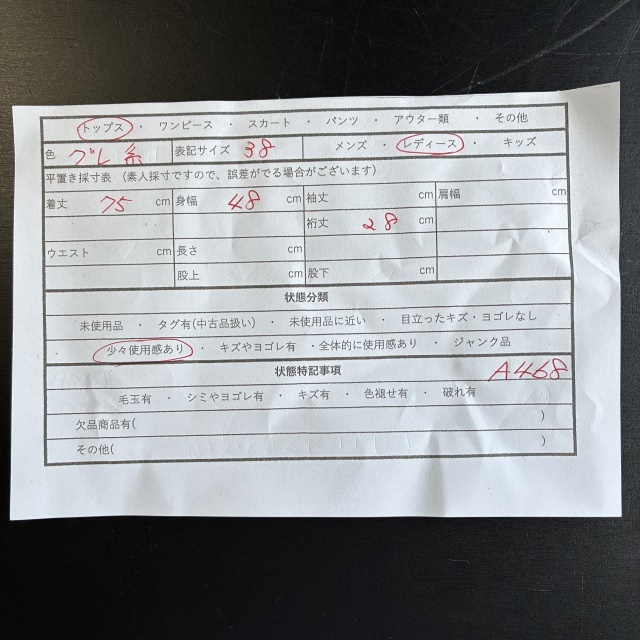 トップス ・ ワンピース ・ スカート ・ パンツ ・ アウター類 ・ その他
色 グレ系 表記サイズ 38 メンズ ・ レディース ・ キッズ
平置き採寸表（素人採寸ですので、誤差がでる場合がございます）
着丈 75 cm 身幅 48 cm 袖丈 cm 肩幅 cm
裄丈 28 cm
ウエスト cm 長さ cm
股上 cm 股下 cm
状態分類
未使用品 ・ タグ有(中古品扱い) ・ 未使用品に近い ・ 目立ったキズ・ヨゴレなし
・ 少々使用感あり ・ キズやヨゴレ有 ・全体的に使用感あり ・ ジャンク品
状態特記事項 A468
毛玉有 ・ シミやヨゴレ有 ・ キズ有 ・ 色褪せ有 ・ 破れ有
欠品商品有( )
その他( )